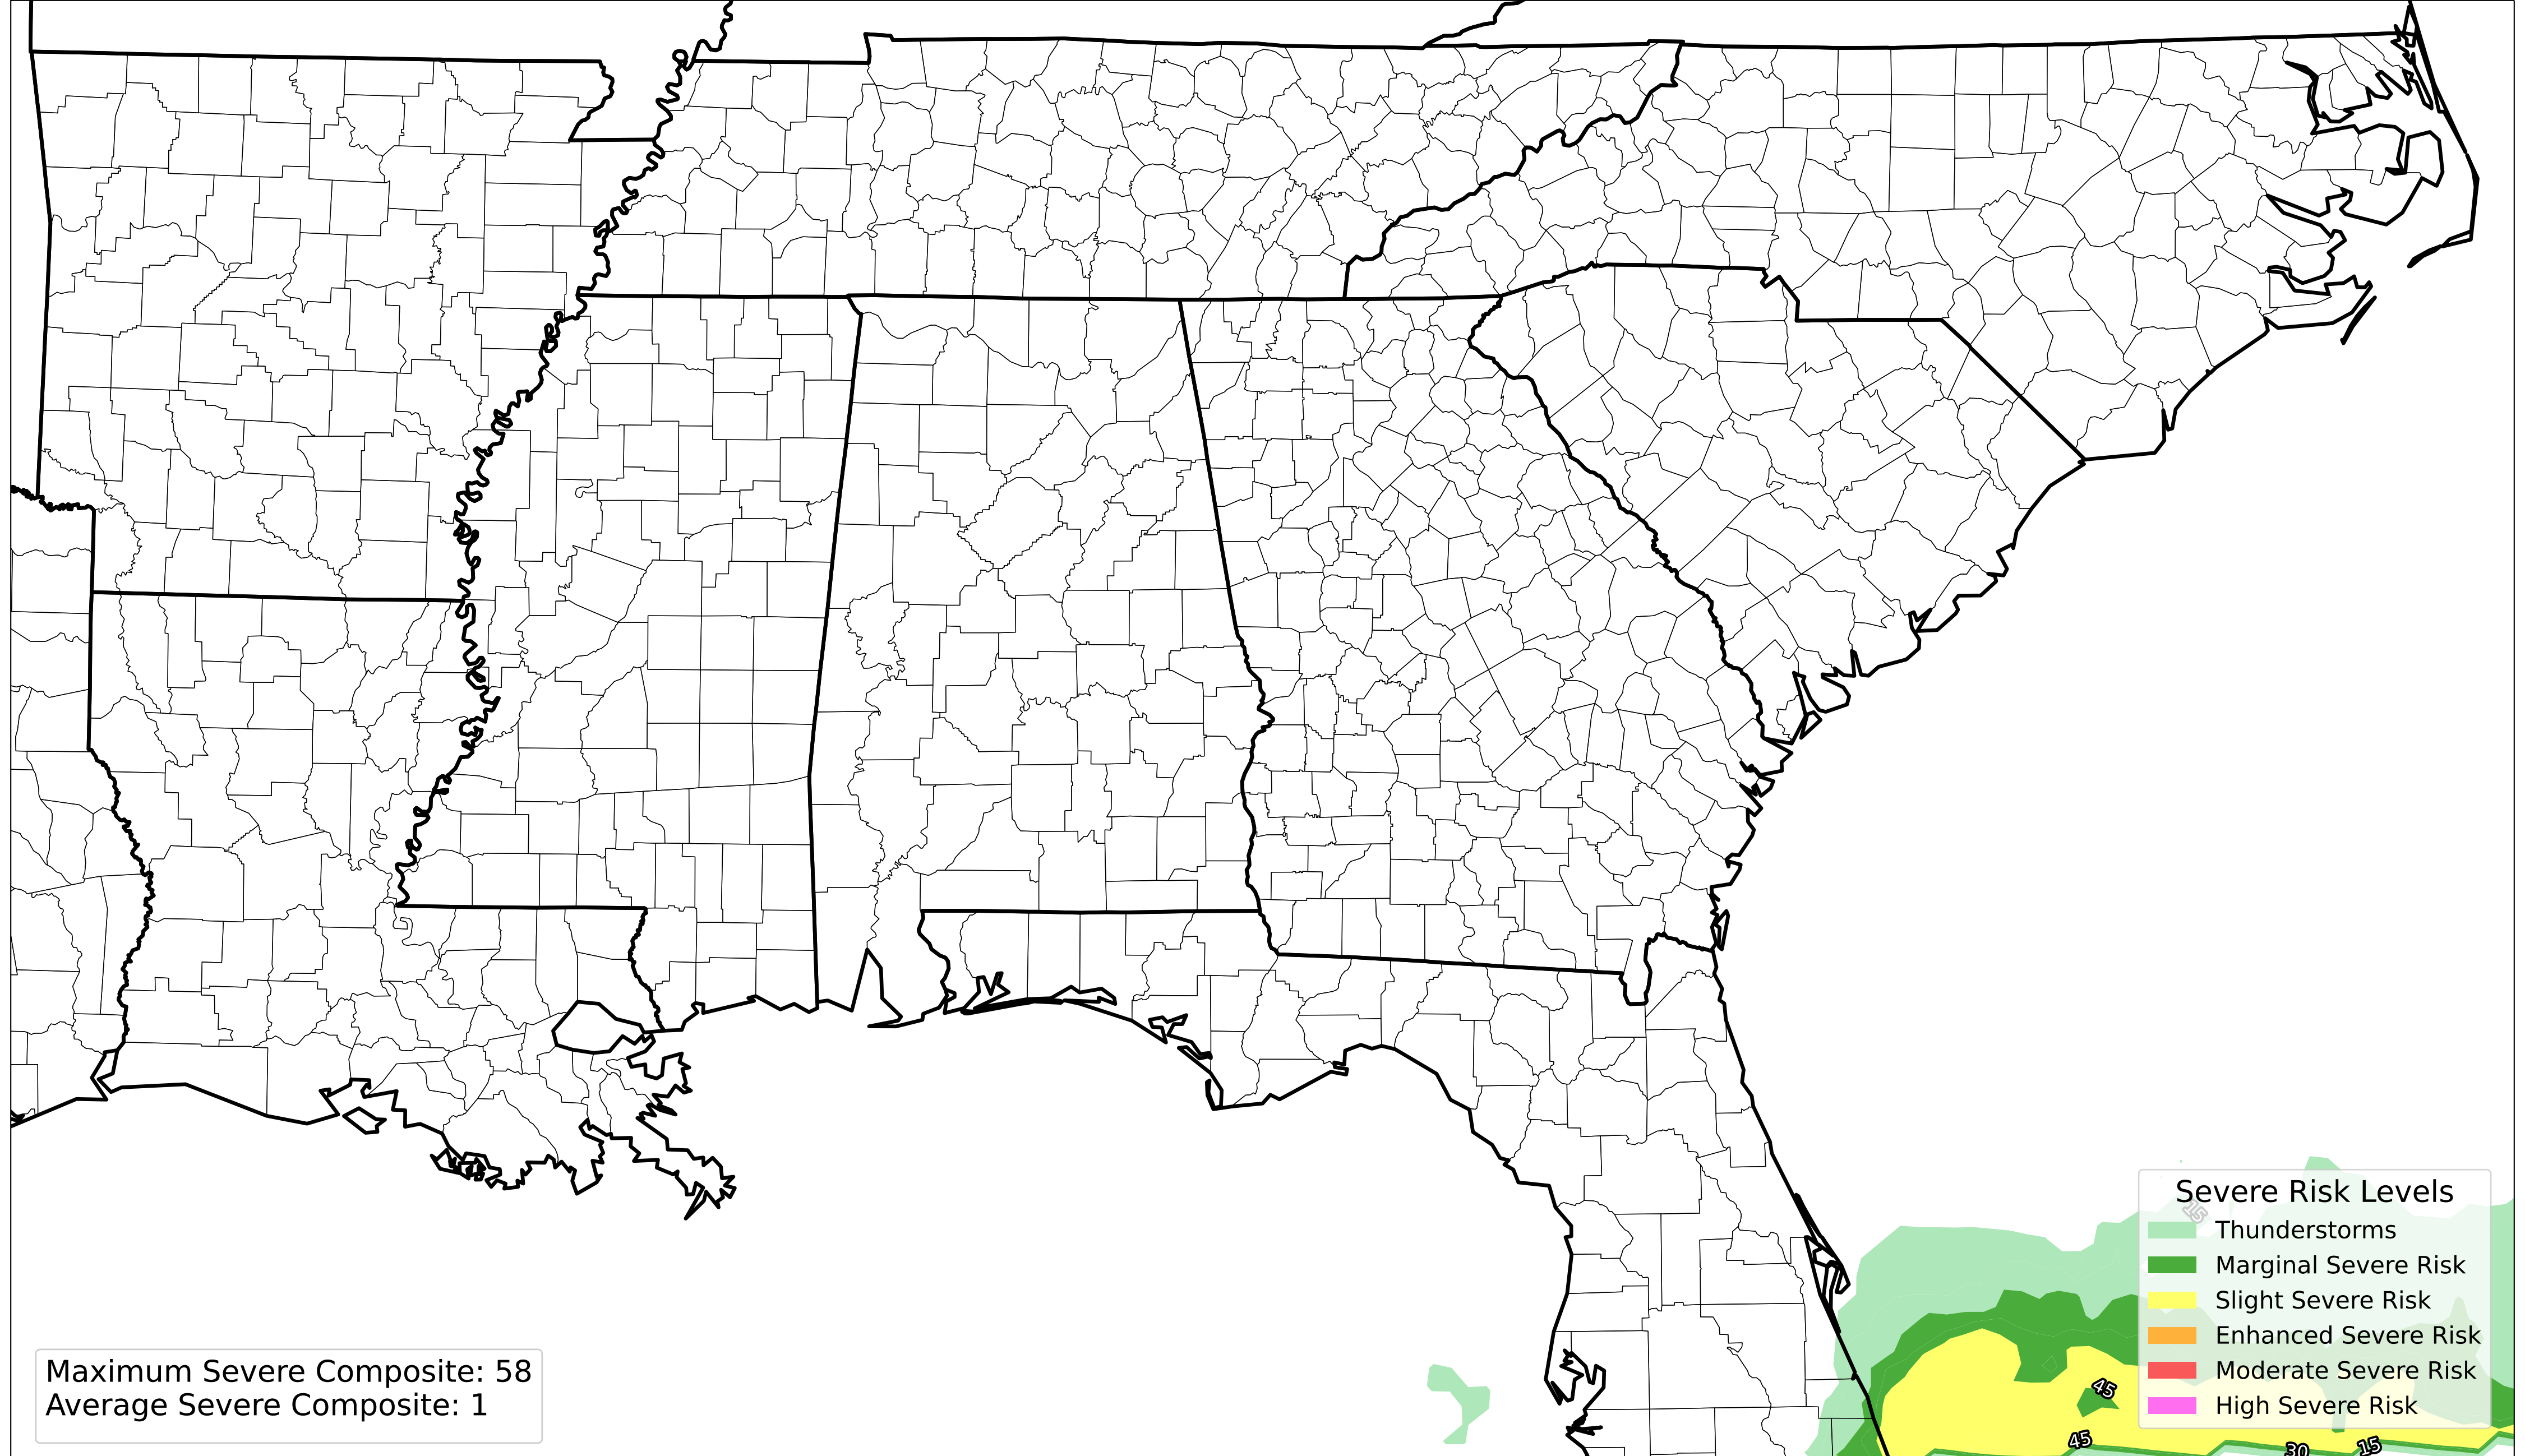 15
Severe Risk Levels
Thunderstorms
Marginal Severe Risk
Slight Severe Risk
Enhanced Severe Risk
Moderate Severe Risk
High Severe Risk
Maximum Severe Composite: 58
Average Severe Composite: 1
45
45
30
15